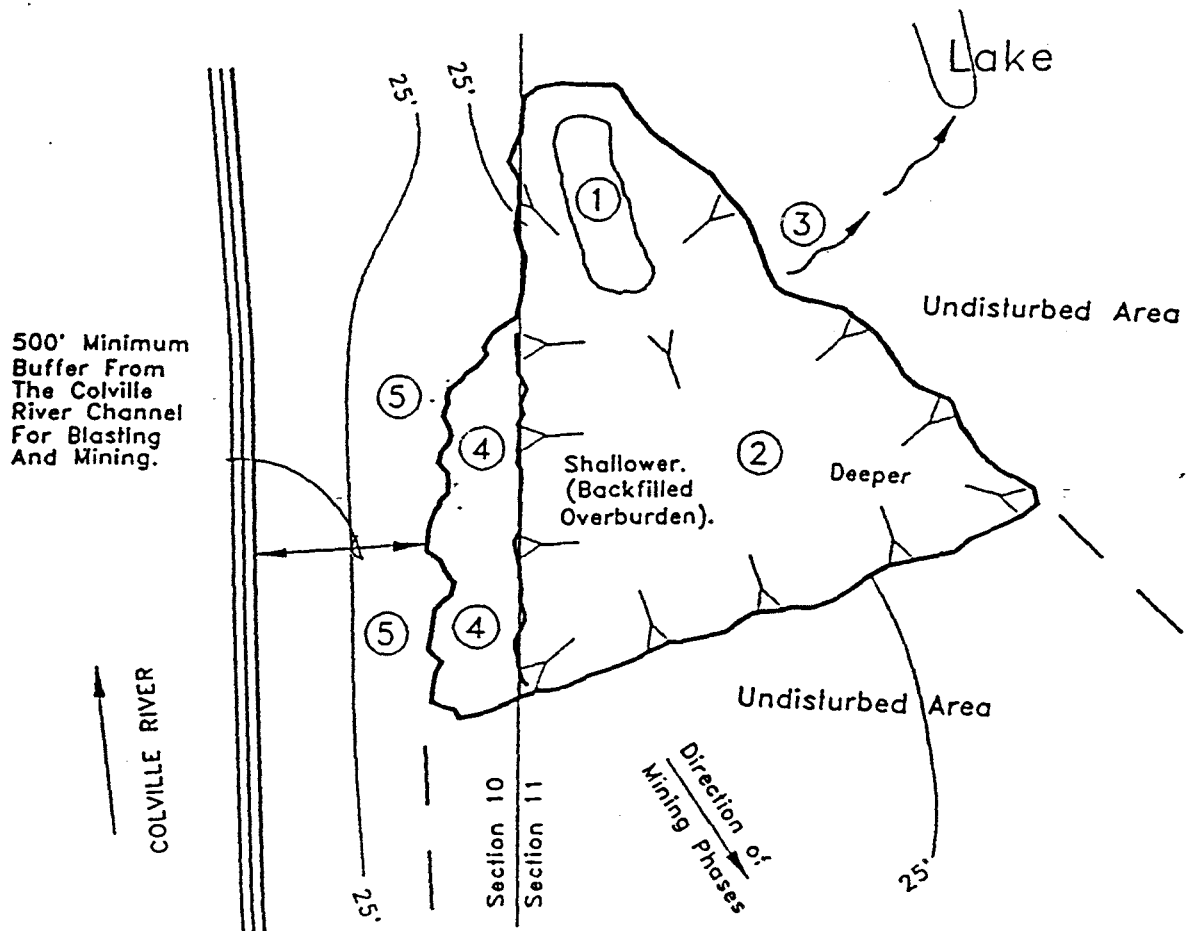 Lake
25'
25'
1
3
Undisturbed Area
500' Minimum
Buffer From
The Colville
River Channel
For Blasting
And Mining.
5
4
2
Shallower.
(Backfilled
Overburden).
Deeper
5
4
COLVILLE RIVER
Undisturbed Area
Section 10
Section 11
Direction of
Mining Phases
25'
25'